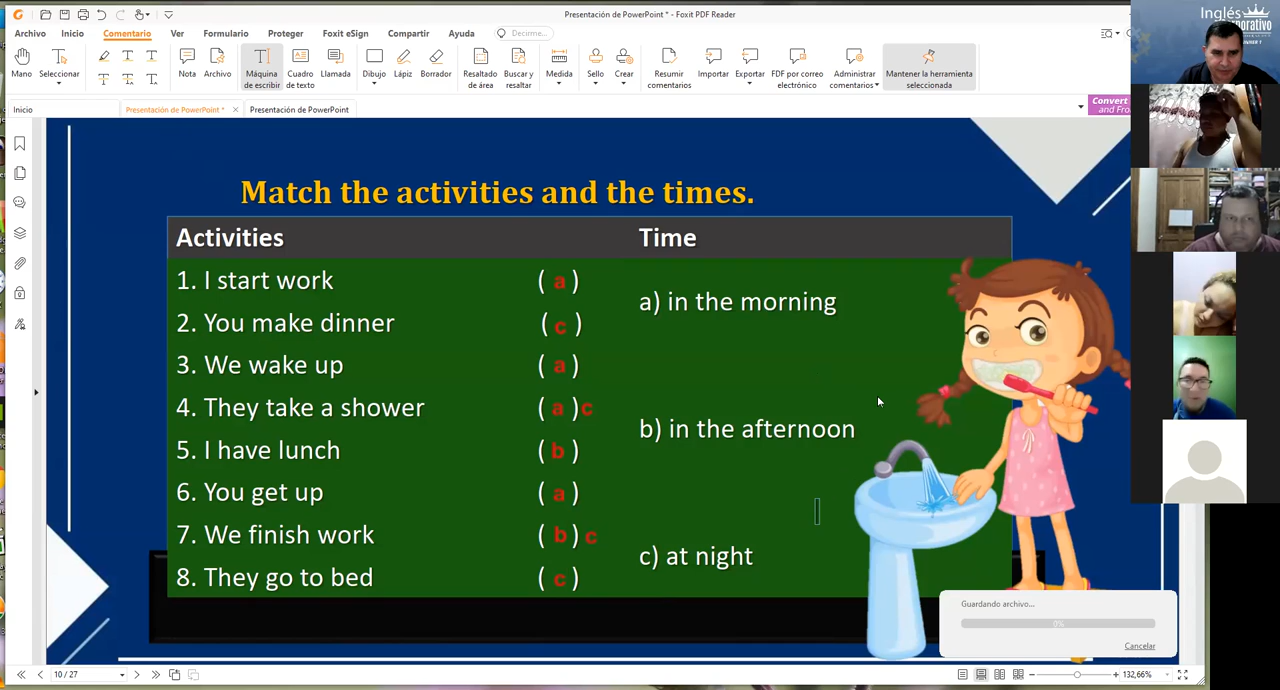 Presentación de PowerPoint * - Foxit PDF Reader
Archivo Inicio Comentario Ver Formulario Proteger Foxit eSign Compartir Ayuda Decirme...
Mano Seleccionar Nota Archivo Máquina de escribir Cuadro de texto Llamada Dibujo Lápiz Borrador Resaltado de área Buscar y resaltar Medida Sello Crear Resumir comentarios Importar Exportar FDF por correo electrónico Administrar comentarios Mantener la herramienta seleccionada
Inicio Presentación de PowerPoint * Presentación de PowerPoint
Convert
and Fro
Inglés
Match the activities and the times.
Activities Time
1. I start work ( a )
a) in the morning
2. You make dinner ( c )
3. We wake up ( a )
4. They take a shower ( a ) c
b) in the afternoon
5. I have lunch ( b )
6. You get up ( a )
7. We finish work ( b ) c
c) at night
8. They go to bed ( c )
Guardando archivo...
0%
Cancelar
10 / 27
132,66%